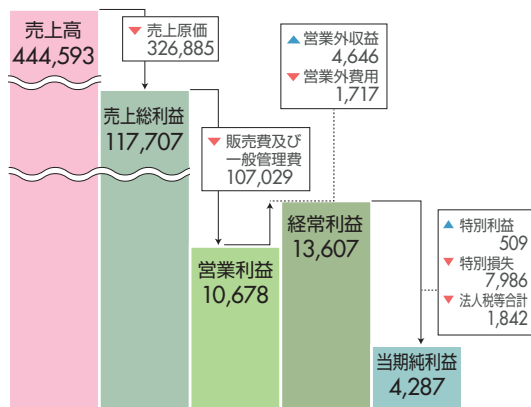 売上高
444,593
▼ 売上原価
326,885
▲ 営業外収益
4,646
▼ 営業外費用
1,717
売上総利益
117,707
▼ 販売費及び
一般管理費
107,029
営業利益
10,678
経常利益
13,607
▲ 特別利益
509
▼ 特別損失
7,986
▼ 法人税等合計
1,842
当期純利益
4,287